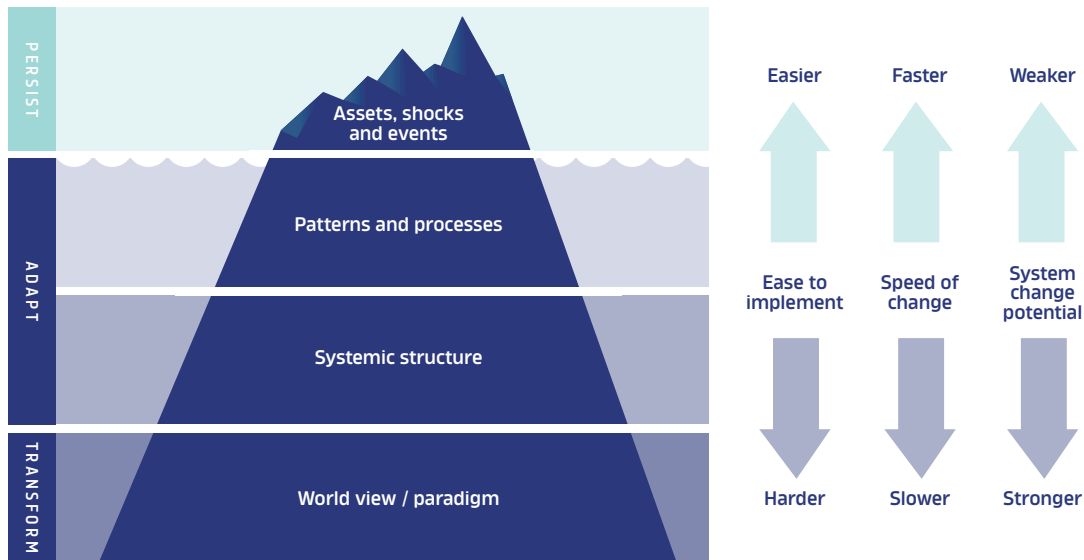 PERSIST
Assets, shocks
and events
ADAPT
Patterns and processes
Systemic structure
TRANSFORM
World view / paradigm
Easier
Faster
Weaker
Ease to
implement
Speed of
change
System
change
potential
Harder
Slower
Stronger